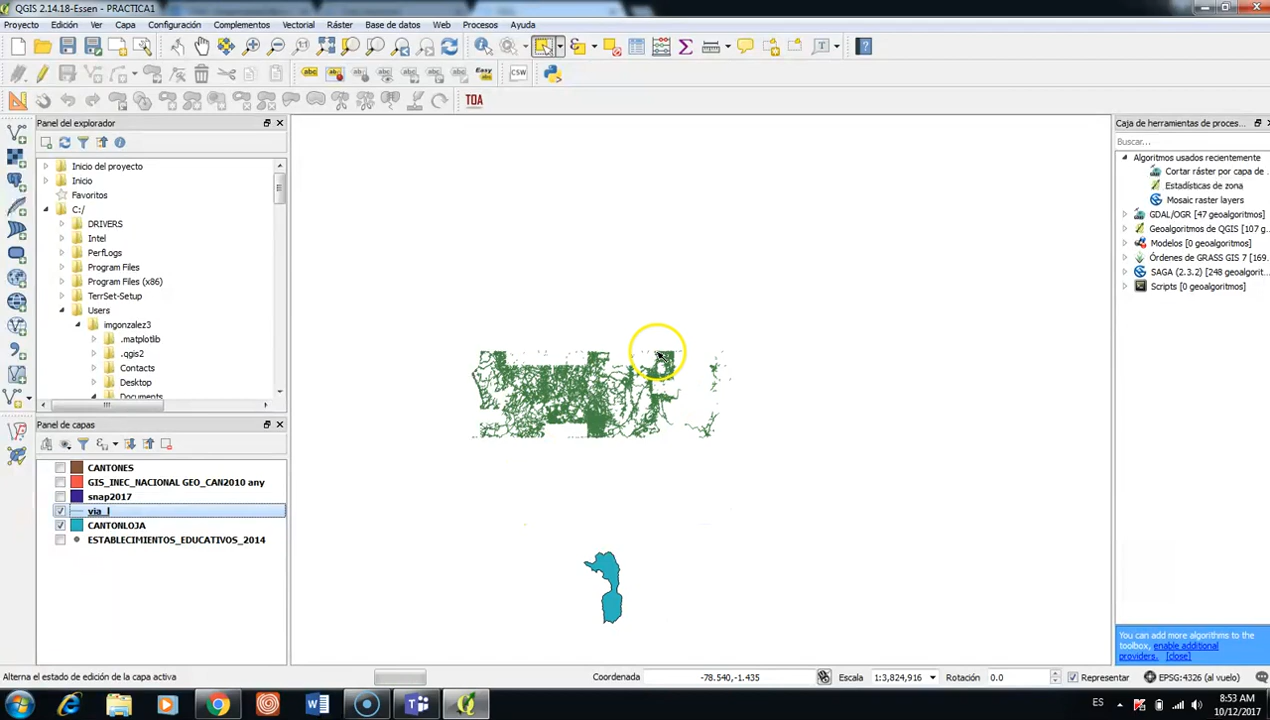 QGIS 2.14.18-Essen - PRACTICA1
Proyecto Edición Ver Capa Configuración Complementos Vectorial Ráster Base de datos Web Procesos Ayuda
CSW
TOA
Panel del explorador
Inicio del proyecto
Inicio
Favoritos
C:/
DRIVERS
Intel
PerfLogs
Program Files
Program Files (x86)
TerrSet-Setup
Users
imgonzalez3
.matplotlib
.qgis2
Contacts
Desktop
Documents
Panel de capas
CANTONES
GIS_INEC_NACIONAL GEO_CAN2010 any
snap2017
via_l
CANTONLOJA
ESTABLECIMIENTOS_EDUCATIVOS_2014
Caja de herramientas de proces...
Buscar...
Algoritmos usados recientemente
Cortar ráster por capa de ...
Estadísticas de zona
Mosaic raster layers
GDAL/OGR [47 geoalgoritmos]
Geoalgoritmos de QGIS [107 g...
Modelos [0 geoalgoritmos]
Órdenes de GRASS GIS 7 [169...
SAGA (2.3.2) [248 geoalgorit...
Scripts [0 geoalgoritmos]
You can add more algorithms to the
toolbox, enable additional
providers. [close]
Alterna el estado de edición de la capa activa
Coordenada -78.540,-1.435 Escala 1:3,824,916 Rotación 0.0 Representar EPSG:4326 (al vuelo)
ES 8:53 AM
10/12/2017